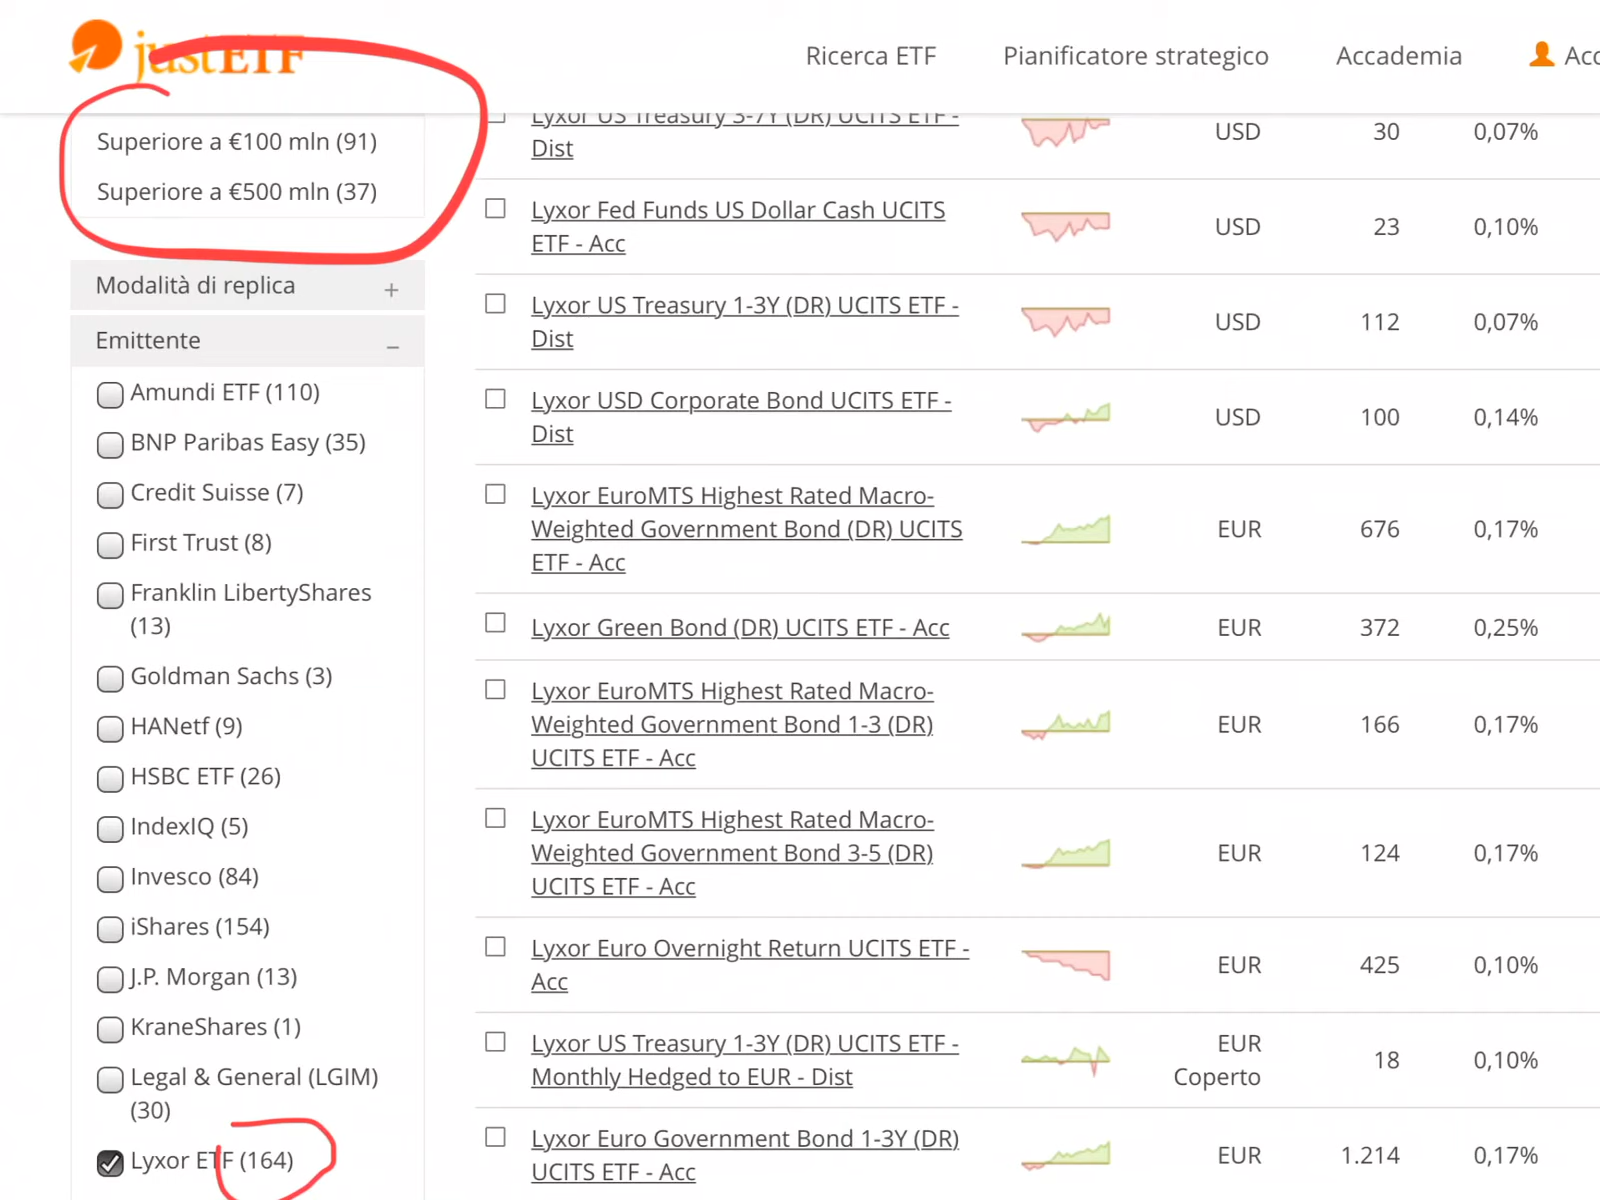 justETF
Ricerca ETF
Pianificatore strategico
Accademia
Acc
Superiore a €100 mln (91)
Superiore a €500 mln (37)
Modalità di replica +
Emittente −
Amundi ETF (110)
BNP Paribas Easy (35)
Credit Suisse (7)
First Trust (8)
Franklin LibertyShares
(13)
Goldman Sachs (3)
HANetf (9)
HSBC ETF (26)
IndexIQ (5)
Invesco (84)
iShares (154)
J.P. Morgan (13)
KraneShares (1)
Legal & General (LGIM)
(30)
Lyxor ETF (164)
Lyxor US Treasury 3-7Y (DR) UCITS ETF -
Dist
USD 30 0,07%
Lyxor Fed Funds US Dollar Cash UCITS
ETF - Acc
USD 23 0,10%
Lyxor US Treasury 1-3Y (DR) UCITS ETF -
Dist
USD 112 0,07%
Lyxor USD Corporate Bond UCITS ETF -
Dist
USD 100 0,14%
Lyxor EuroMTS Highest Rated Macro-
Weighted Government Bond (DR) UCITS
ETF - Acc
EUR 676 0,17%
Lyxor Green Bond (DR) UCITS ETF - Acc
EUR 372 0,25%
Lyxor EuroMTS Highest Rated Macro-
Weighted Government Bond 1-3 (DR)
UCITS ETF - Acc
EUR 166 0,17%
Lyxor EuroMTS Highest Rated Macro-
Weighted Government Bond 3-5 (DR)
UCITS ETF - Acc
EUR 124 0,17%
Lyxor Euro Overnight Return UCITS ETF -
Acc
EUR 425 0,10%
Lyxor US Treasury 1-3Y (DR) UCITS ETF -
Monthly Hedged to EUR - Dist
EUR
Coperto
18 0,10%
Lyxor Euro Government Bond 1-3Y (DR)
UCITS ETF - Acc
EUR 1.214 0,17%